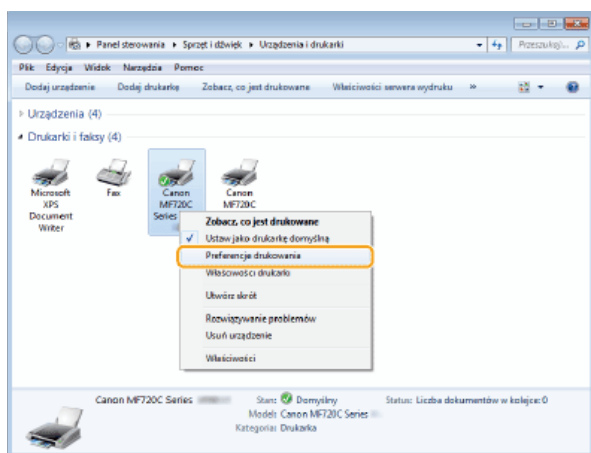 Panel sterowania ▸ Sprzęt i dźwięk ▸ Urządzenia i drukarki
Przeszukaj...
Plik Edycja Widok Narzędzia Pomoc
Dodaj urządzenie Dodaj drukarkę Zobacz, co jest drukowane Właściwości serwera wydruku »
Urządzenia (4)
Drukarki i faksy (4)
Microsoft XPS Document Writer
Fax
Canon MF720C Series
Canon MF720C
Zobacz, co jest drukowane
Ustaw jako drukarkę domyślną
Preferencje drukowania
Właściwości drukarki
Utwórz skrót
Rozwiązywanie problemów
Usuń urządzenie
Właściwości
Canon MF720C Series Stan: Domyślny Status: Liczba dokumentów w kolejce: 0
Model: Canon MF720C Series
Kategoria: Drukarka